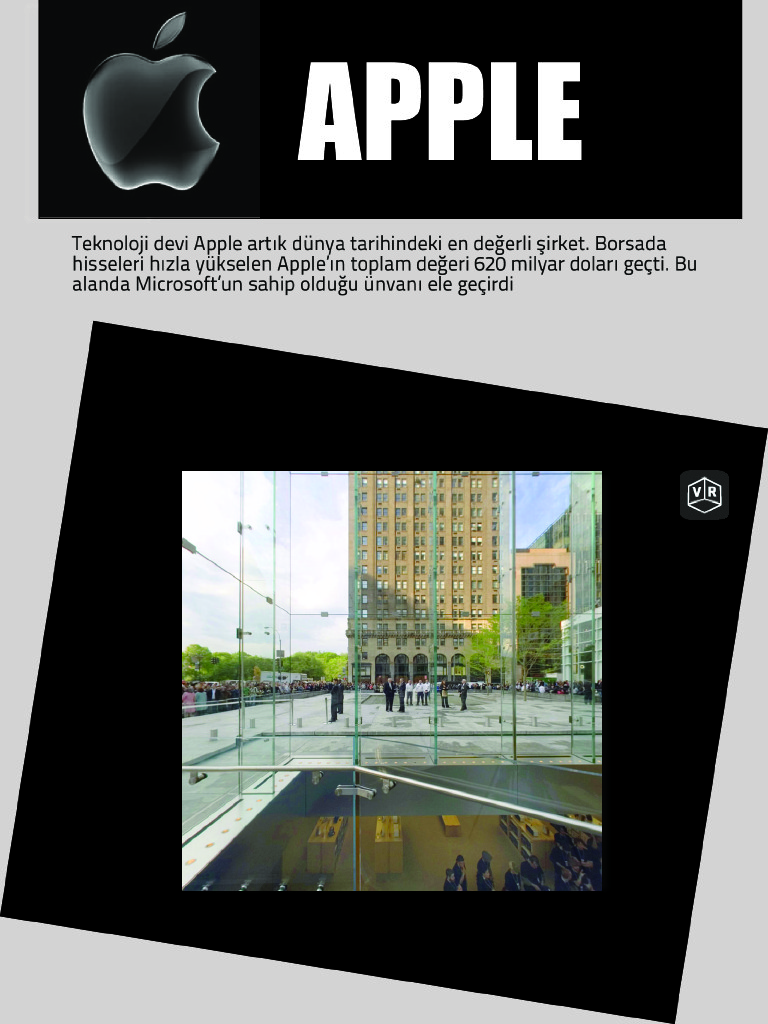 APPLE
Teknoloji devi Apple artık dünya tarihindeki en değerli şirket. Borsada
hisseleri hızla yükselen Apple'ın toplam değeri 620 milyar doları geçti. Bu
alanda Microsoft'un sahip olduğu ünvanı ele geçirdi
VR